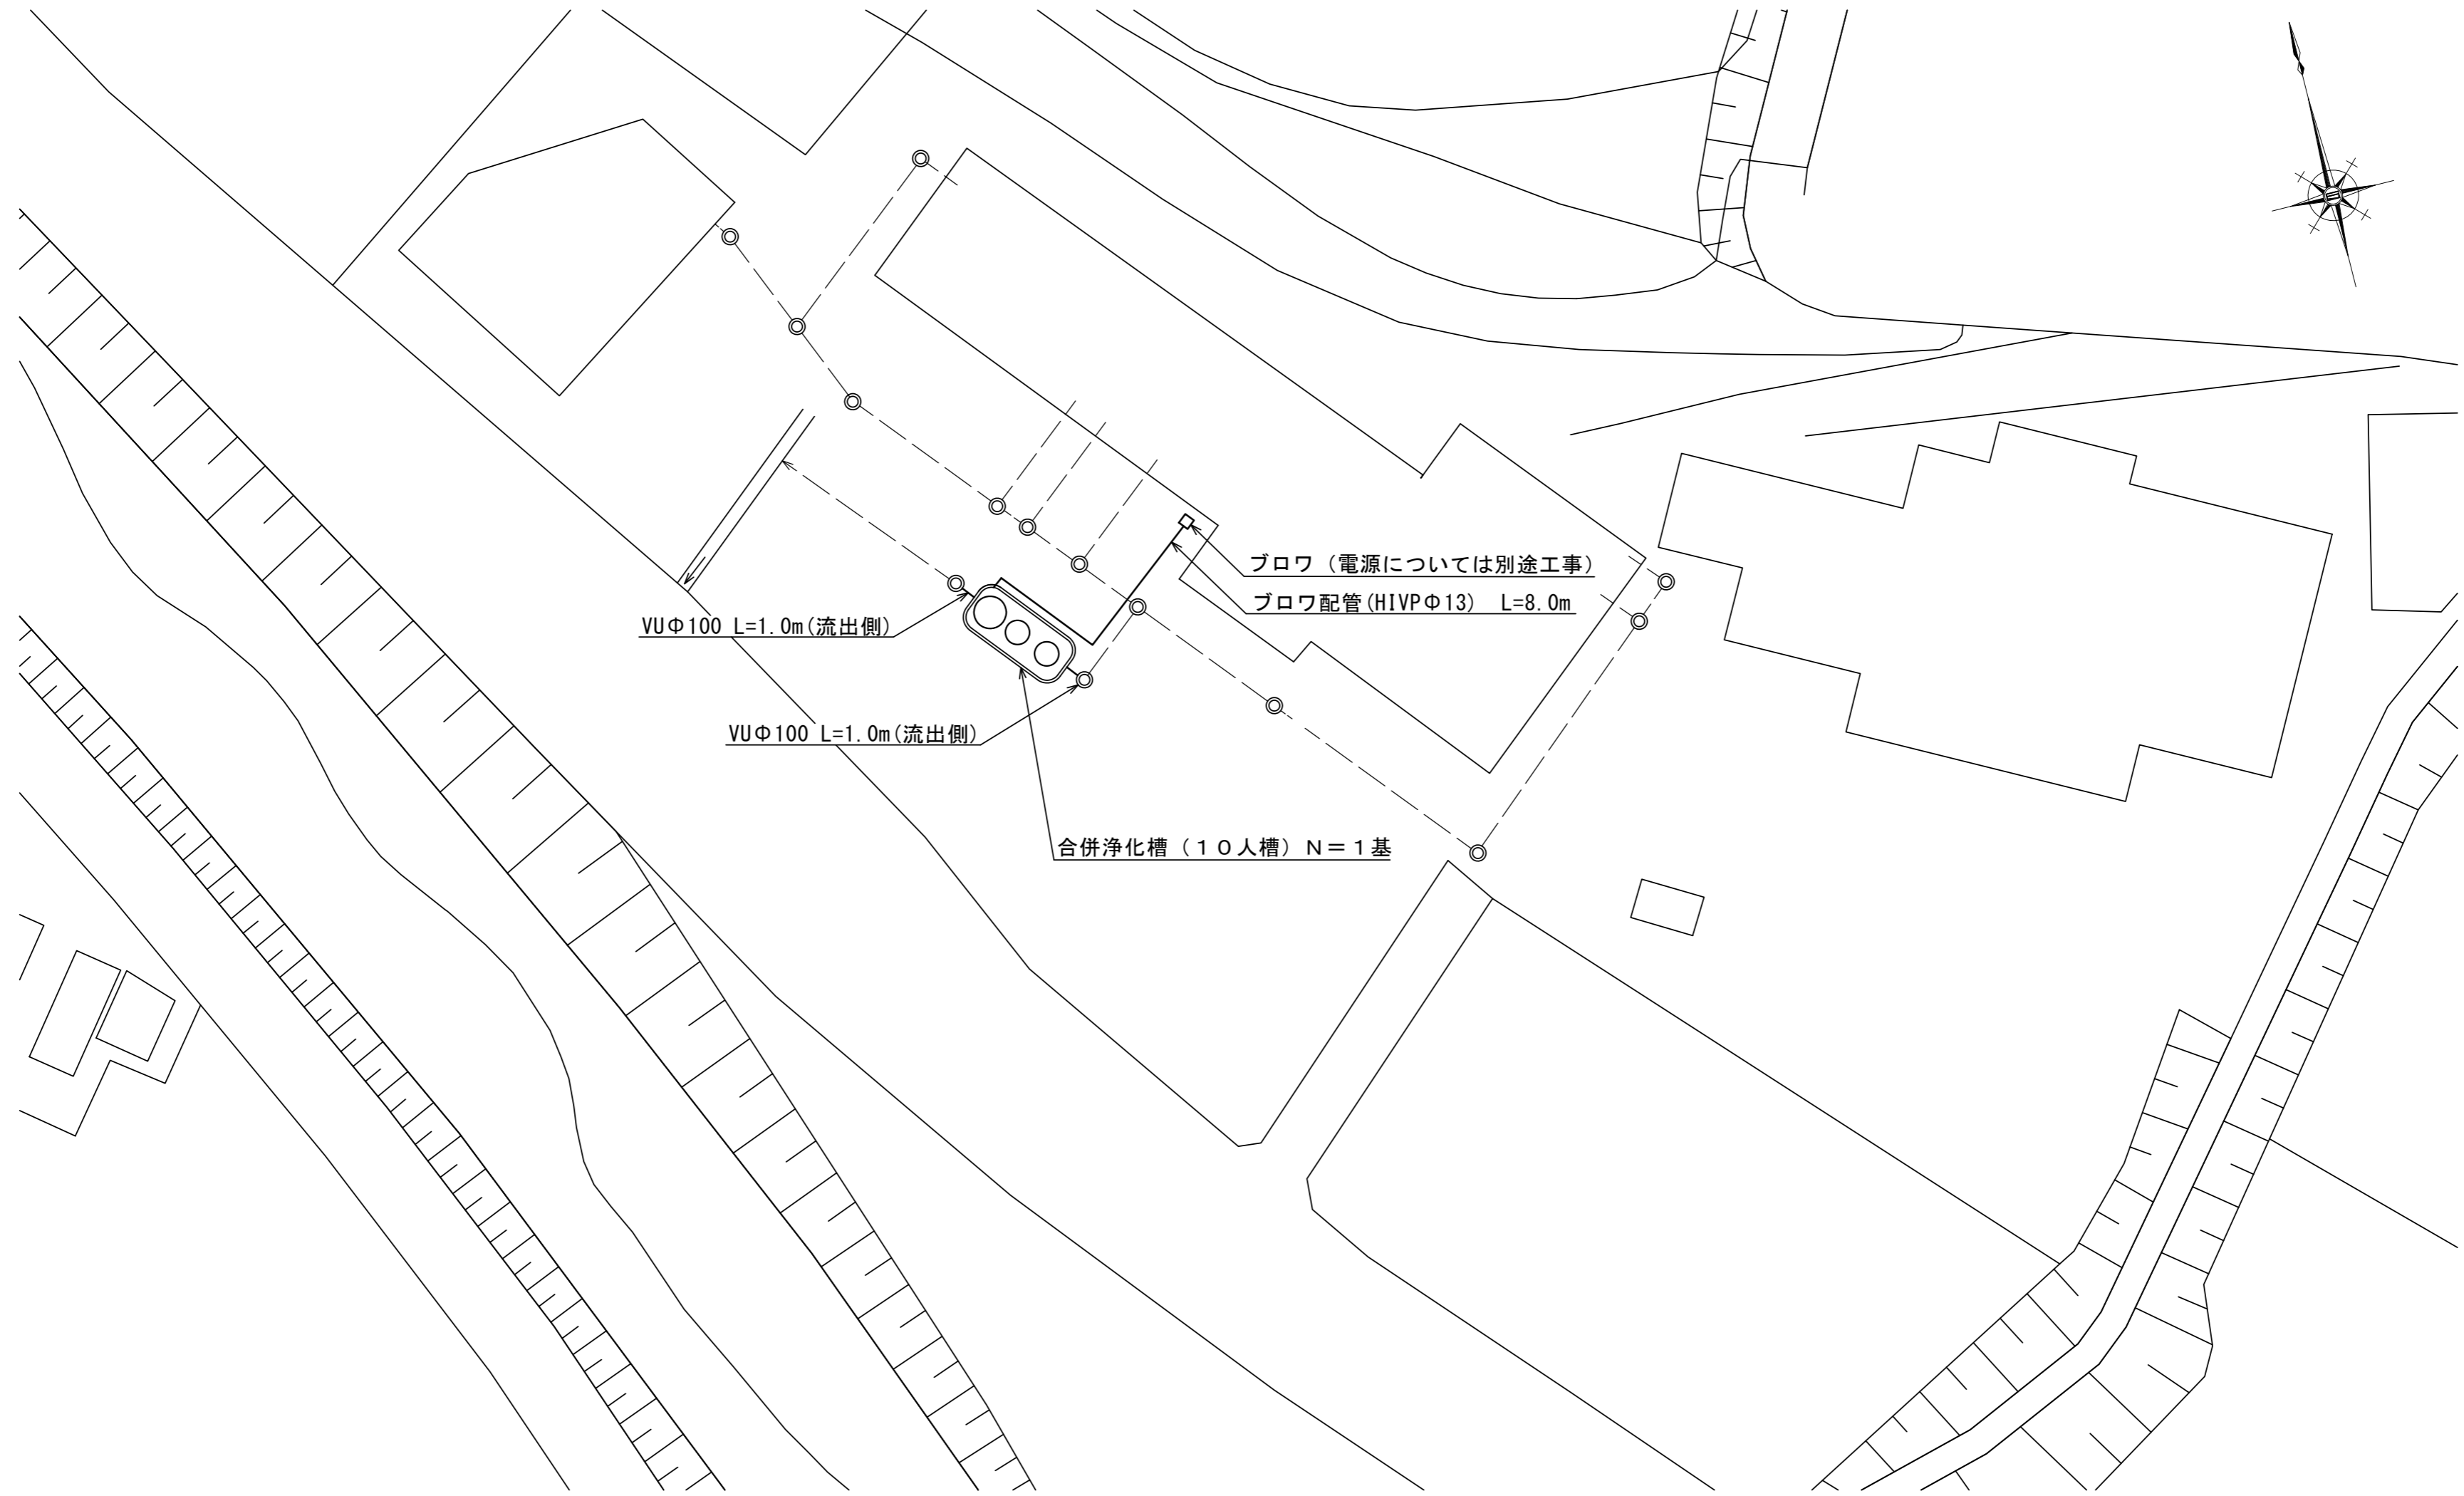 ブロワ（電源については別途工事）
ブロワ配管(HIVPΦ13)　L=8.0m
VUΦ100 L=1.0m(流出側)
VUΦ100 L=1.0m(流出側)
合併浄化槽（１０人槽）Ｎ＝１基